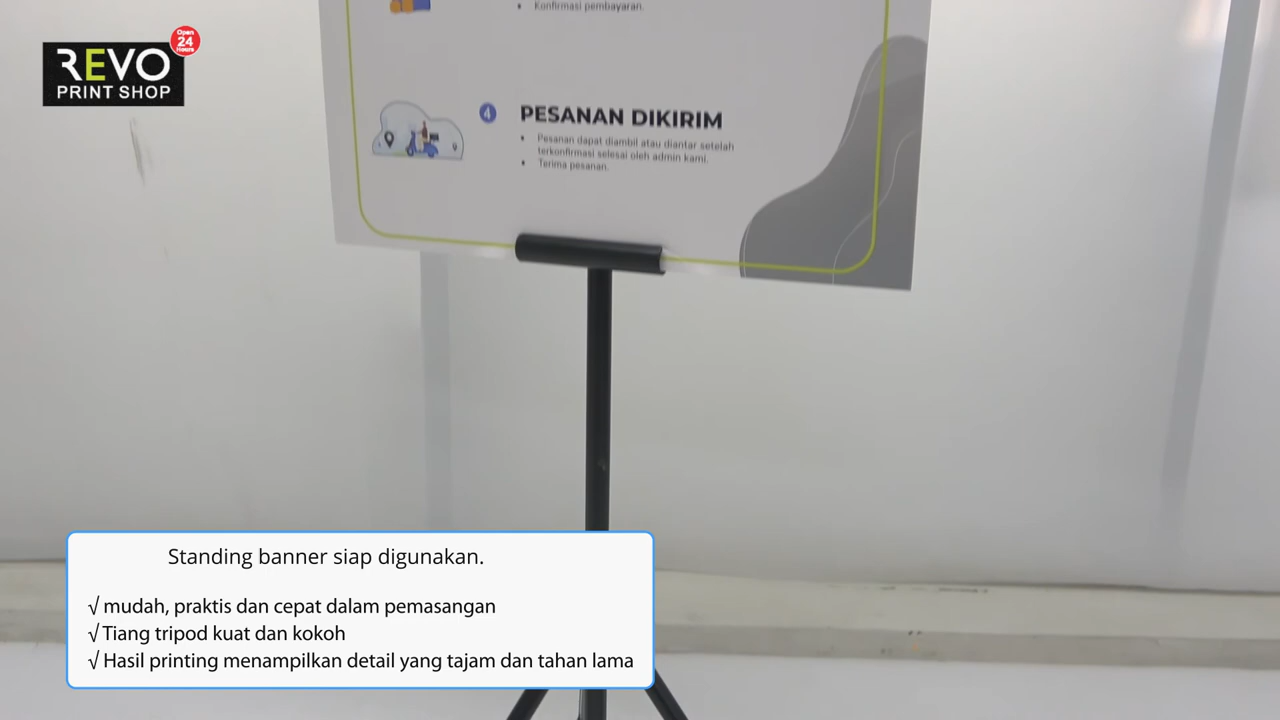 Open
24
Hours
REVO
PRINT SHOP
• Konfirmasi pembayaran.
4 PESANAN DIKIRIM
• Pesanan dapat diambil atau diantar setelah
terkonfirmasi selesai oleh admin kami.
• Terima pesanan.
Standing banner siap digunakan.
√ mudah, praktis dan cepat dalam pemasangan
√ Tiang tripod kuat dan kokoh
√ Hasil printing menampilkan detail yang tajam dan tahan lama